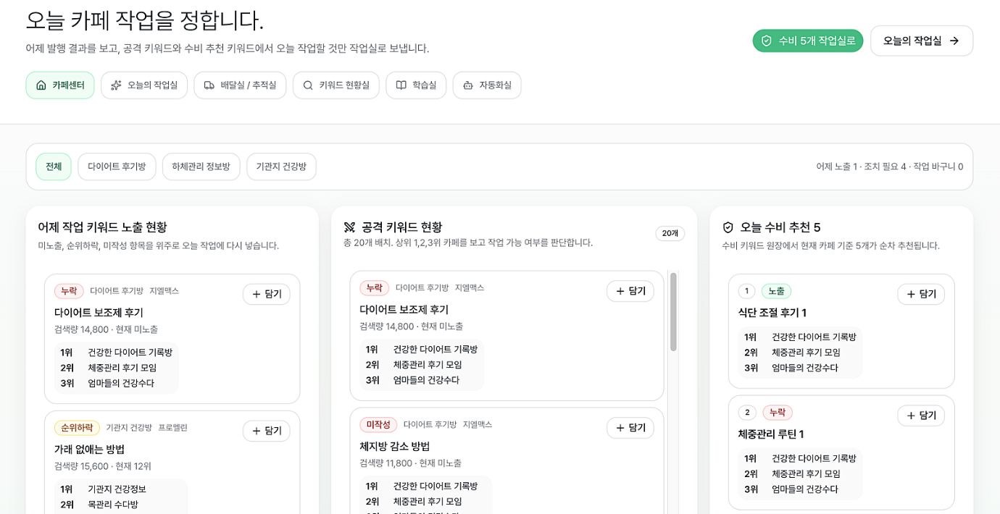 오늘 카페 작업을 정합니다.
어제 발행 결과를 보고, 공격 키워드와 수비 추천 키워드에서 오늘 작업할 것만 작업실로 보냅니다.
수비 5개 작업실로
오늘의 작업실
카페센터
오늘의 작업실
배달실 / 추적실
키워드 현황실
학습실
자동화실
전체
다이어트 후기방
하체관리 정보방
기관지 건강방
어제 노출 1 · 조치 필요 4 · 작업 바구니 0
어제 작업 키워드 노출 현황
미노출, 순위하락, 미작성 항목을 위주로 오늘 작업에 다시 넣습니다.
누락 다이어트 후기방 지엘맥스
+ 담기
다이어트 보조제 후기
검색량 14,800 · 현재 미노출
1위 건강한 다이어트 기록방
2위 체중관리 후기 모임
3위 엄마들의 건강수다
순위하락 기관지 건강방 프로멜린
+ 담기
가래 없애는 방법
검색량 15,600 · 현재 12위
1위 기관지 건강정보
2위 목관리 수다방
공격 키워드 현황
총 20개 배치. 상위 1,2,3위 카페를 보고 작업 가능 여부를 판단합니다.
20개
누락 다이어트 후기방 지엘맥스
+ 담기
다이어트 보조제 후기
검색량 14,800 · 현재 미노출
1위 건강한 다이어트 기록방
2위 체중관리 후기 모임
3위 엄마들의 건강수다
미작성 다이어트 후기방 지엘맥스
+ 담기
체지방 감소 방법
검색량 11,800 · 현재 미노출
1위 건강한 다이어트 기록방
2위 체중관리 후기 모임
오늘 수비 추천 5
수비 키워드 원장에서 현재 카페 기준 5개가 순차 추천됩니다.
1 노출
+ 담기
식단 조절 후기 1
1위 건강한 다이어트 기록방
2위 체중관리 후기 모임
3위 엄마들의 건강수다
2 누락
+ 담기
체중관리 루틴 1
1위 건강한 다이어트 기록방
2위 체중관리 후기 모임
3위 엄마들의 건강수다